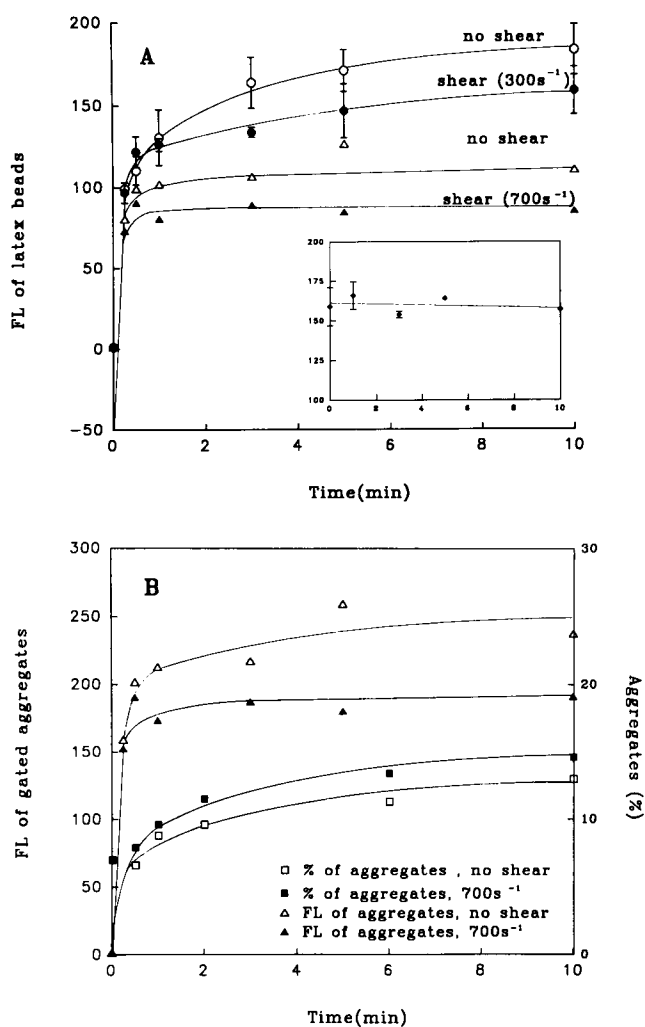 A
200
150
100
50
0
−50
FL of latex beads
no shear
shear (300s⁻¹)
no shear
shear (700s⁻¹)
200
175
150
125
100
0 2 4 6 8 10
0 2 4 6 8 10
Time(min)
B
300
250
200
150
100
50
0
FL of gated aggregates
30
20
10
0
Aggregates (%)
□ % of aggregates , no shear
■ % of aggregates, 700s⁻¹
△ FL of aggregates, no shear
▲ FL of aggregates, 700s⁻¹
0 2 4 6 8 10
Time(min)